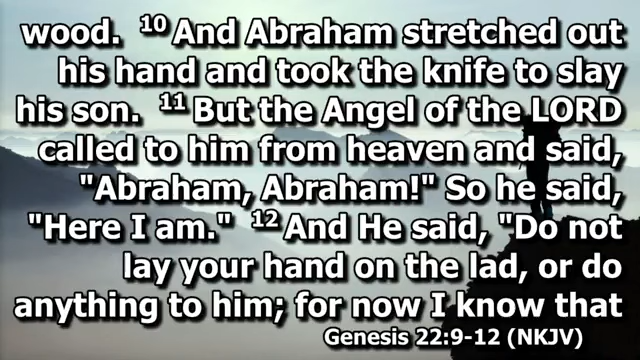 wood. 10 And Abraham stretched out
his hand and took the knife to slay
his son. 11 But the Angel of the LORD
called to him from heaven and said,
"Abraham, Abraham!" So he said,
"Here I am." 12 And He said, "Do not
lay your hand on the lad, or do
anything to him; for now I know that
Genesis 22:9-12 (NKJV)